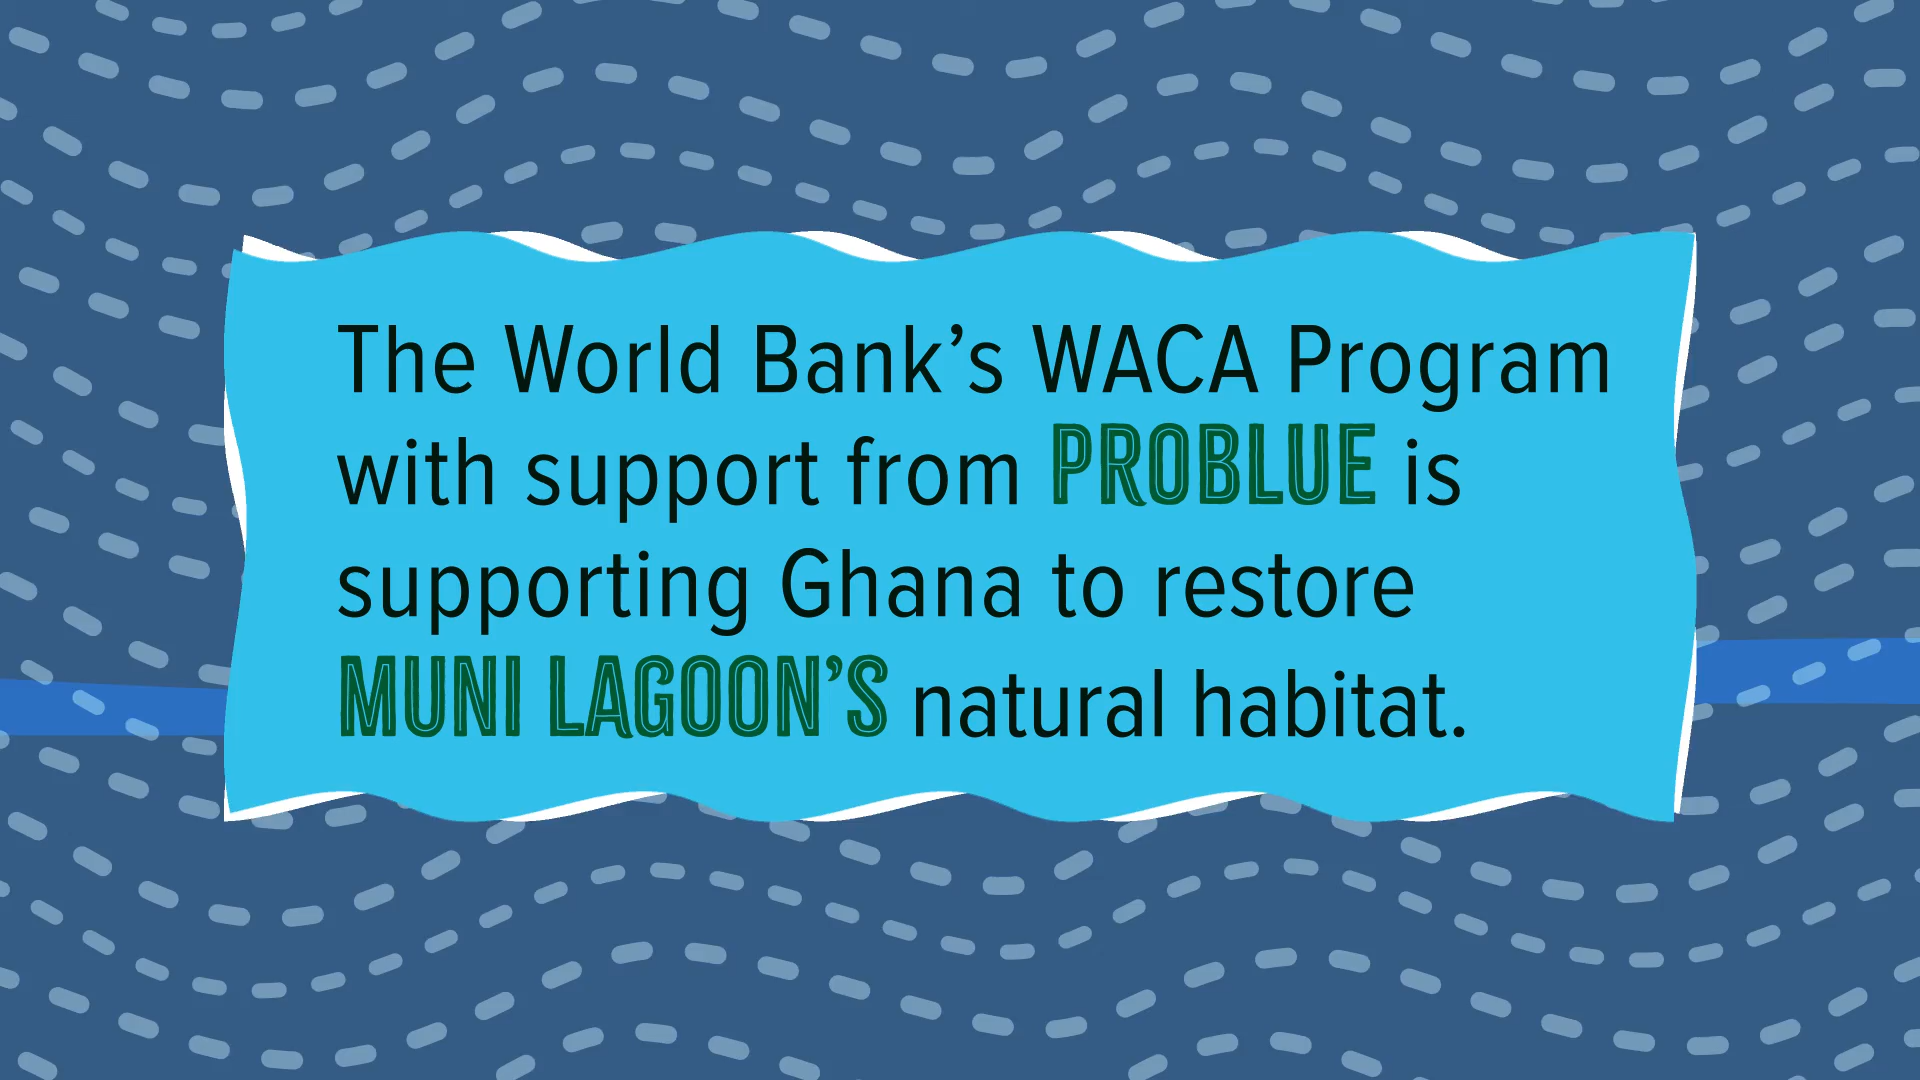 The World Bank’s WACA Program
with support from PROBLUE is
supporting Ghana to restore
MUNI LAGOON’S natural habitat.